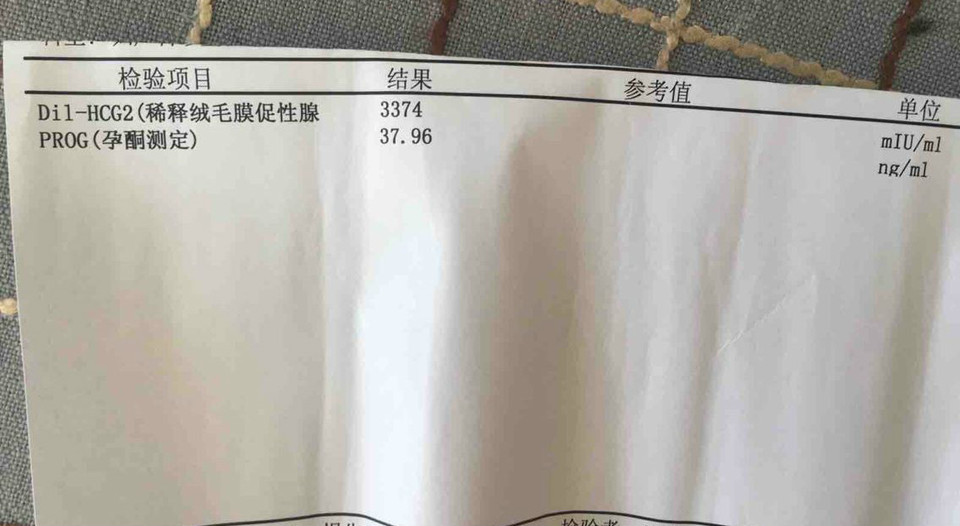 检验项目 结果 参考值 单位
Dil-HCG2(稀释绒毛膜促性腺 3374 mIU/ml
PROG(孕酮测定) 37.96 ng/ml